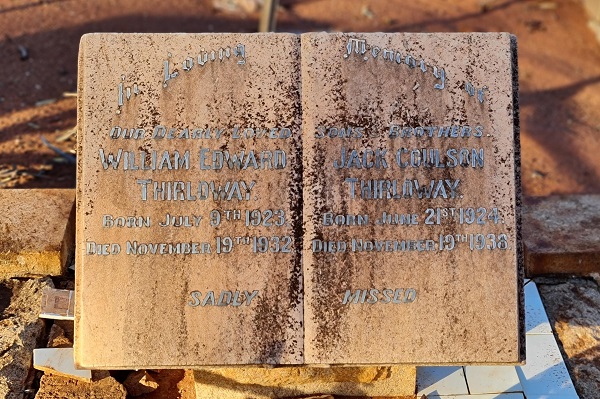 In Loving Memory of
Our Dearly Loved Sons & Brothers
William Edward Thirloway
Born July 9th 1923
Died November 19th 1932
Jack Coulson Thirloway
Born June 21st 1924
Died November 19th 1938
Sadly Missed